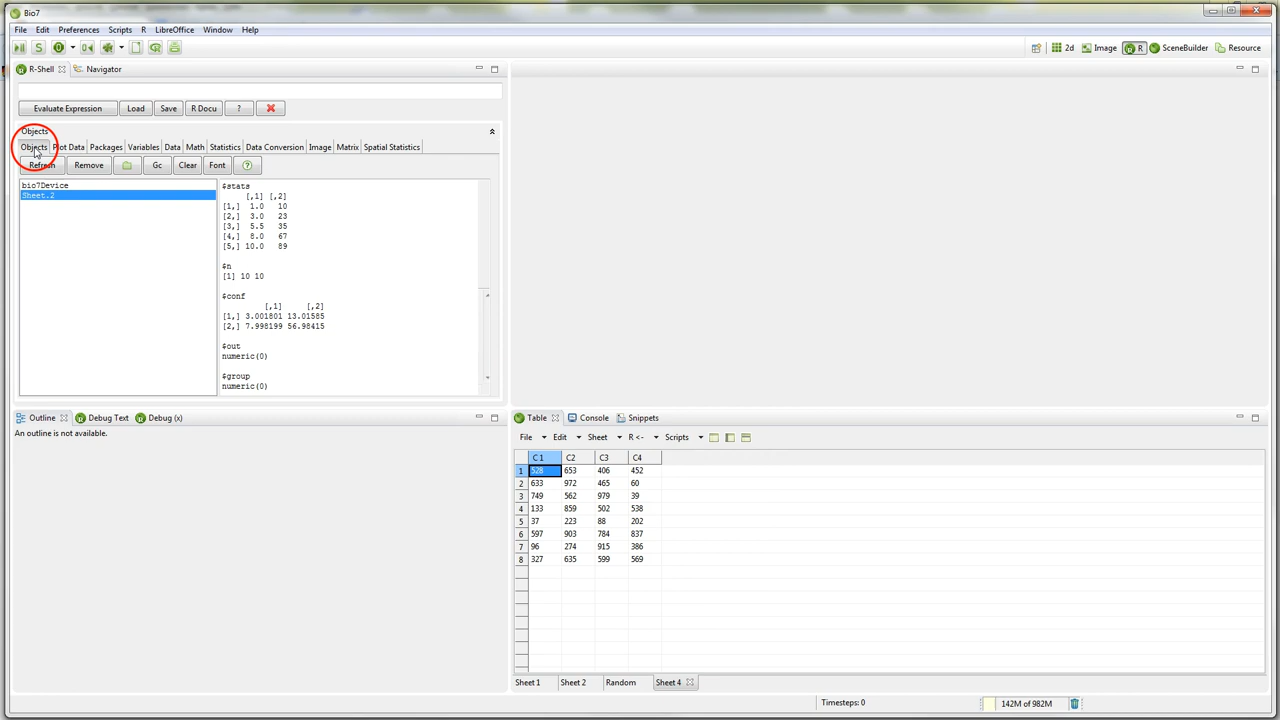 Bio7
File Edit Preferences Scripts R LibreOffice Window Help
2d Image R SceneBuilder Resource
R-Shell Navigator
Evaluate Expression Load Save R Docu ?
Objects
Objects Plot Data Packages Variables Data Math Statistics Data Conversion Image Matrix Spatial Statistics
Refresh Remove Gc Clear Font
bio7Device
Sheet.2
$stats
[,1] [,2]
[1,] 1.0 10
[2,] 3.0 23
[3,] 5.5 35
[4,] 8.0 67
[5,] 10.0 89
$n
[1] 10 10
$conf
[,1] [,2]
[1,] 3.001801 13.01585
[2,] 7.998199 56.98415
$out
numeric(0)
$group
numeric(0)
Outline Debug Text Debug (x)
An outline is not available.
Table Console Snippets
File Edit Sheet R <- Scripts
C1 C2 C3 C4
1 528 653 406 452
2 633 972 465 60
3 749 562 979 39
4 133 859 502 538
5 37 223 88 202
6 597 903 784 837
7 96 274 915 386
8 327 635 599 569
Sheet 1 Sheet 2 Random Sheet 4
Timesteps: 0 142M of 982M